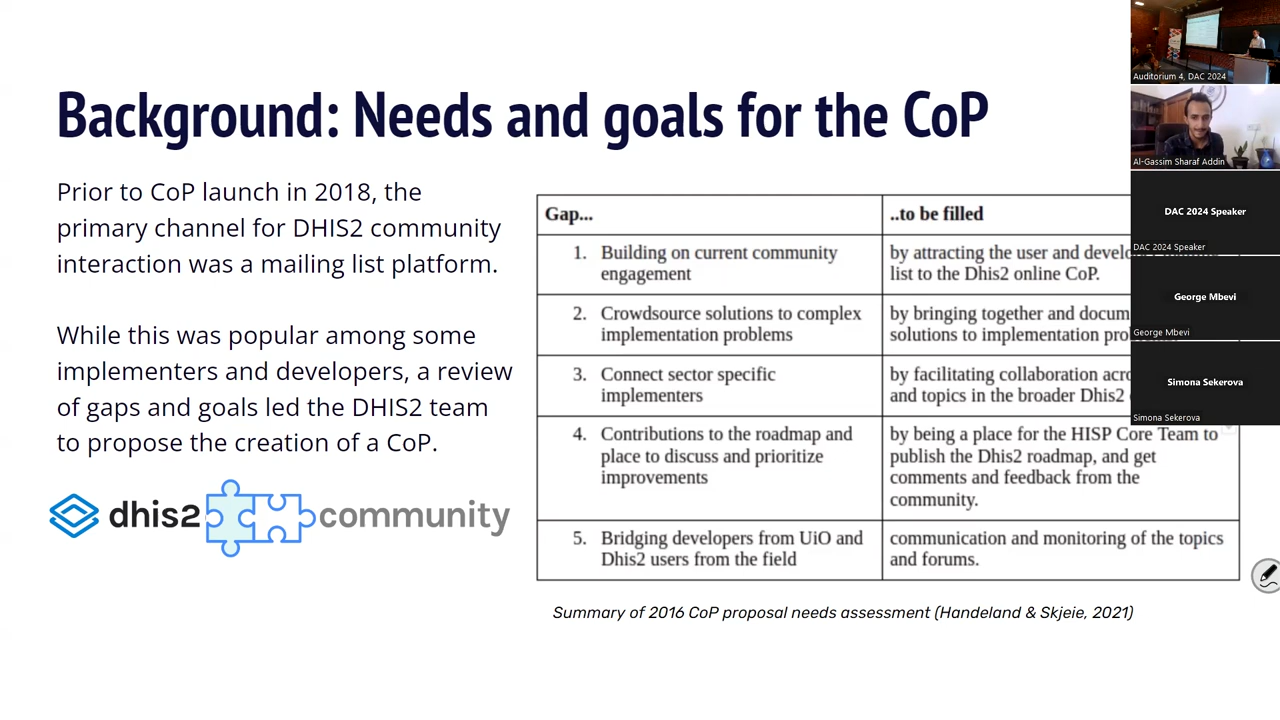 Background: Needs and goals for the CoP
Prior to CoP launch in 2018, the
primary channel for DHIS2 community
interaction was a mailing list platform.
While this was popular among some
implementers and developers, a review
of gaps and goals led the DHIS2 team
to propose the creation of a CoP.
dhis2 community
Gap... ..to be filled
1. Building on current community
engagement
by attracting the user and
list to the Dhis2 online CoP.
2. Crowdsource solutions to complex
implementation problems
by bringing together and
solutions to implementation
3. Connect sector specific
implementers
by facilitating collaboration
and topics in the broader Dhis2
4. Contributions to the roadmap and
place to discuss and prioritize
improvements
by being a place for the HISP Core Team to
publish the Dhis2 roadmap, and get
comments and feedback from the
community.
5. Bridging developers from UiO and
Dhis2 users from the field
communication and monitoring of the topics
and forums.
Summary of 2016 CoP proposal needs assessment (Handeland & Skjeie, 2021)
Auditorium 4, DAC 2024
Al-Gassim Sharaf Addin
DAC 2024 Speaker
DAC 2024 Speaker
George Mbevi
George Mbevi
Simona Sekerova
Simona Sekerova